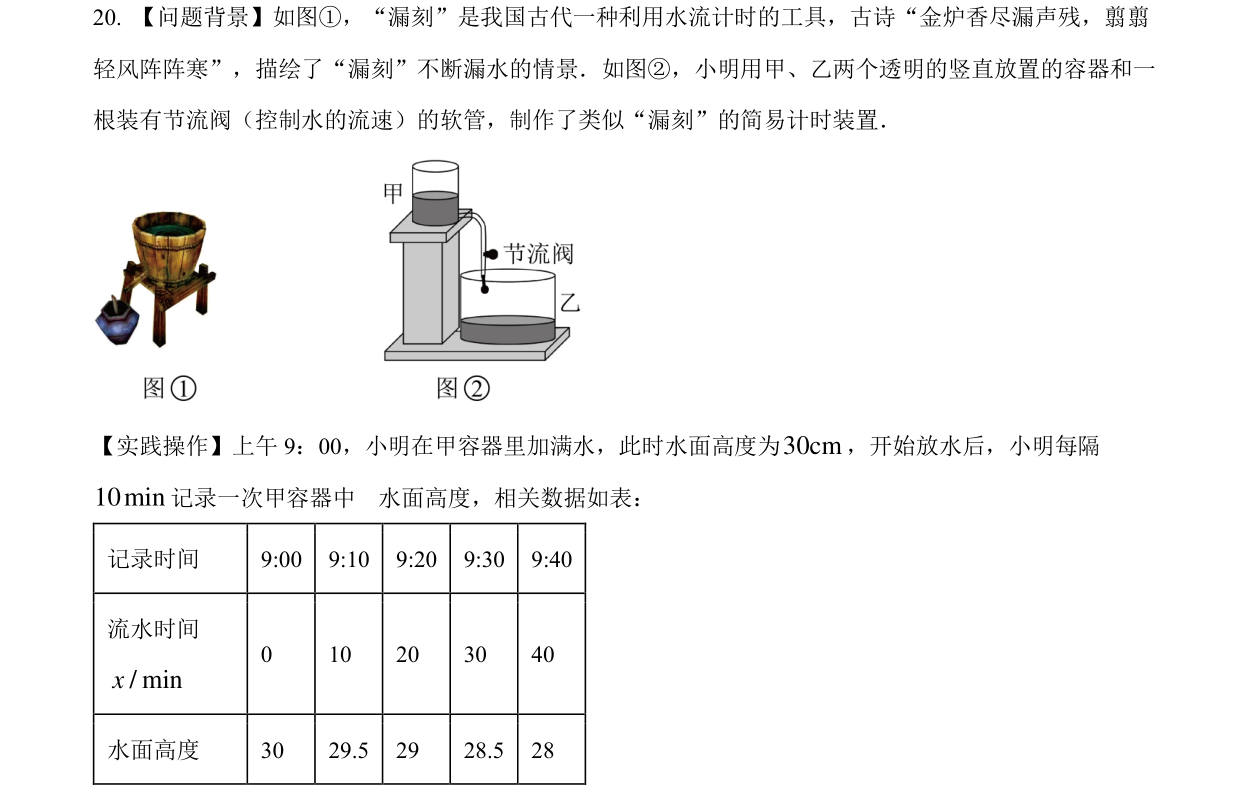 20. 【问题背景】如图①，“漏刻”是我国古代一种利用水流计时的工具，古诗“金炉香尽漏声残，翦翦
轻风阵阵寒”，描绘了“漏刻”不断漏水的情景．如图②，小明用甲、乙两个透明的竖直放置的容器和一
根装有节流阀（控制水的流速）的软管，制作了类似“漏刻”的简易计时装置．
甲
节流阀
乙
图① 图②
【实践操作】上午 9：00，小明在甲容器里加满水，此时水面高度为30cm，开始放水后，小明每隔
10min 记录一次甲容器中 水面高度，相关数据如表：
记录时间 9:00 9:10 9:20 9:30 9:40
流水时间
x / min 0 10 20 30 40
水面高度 30 29.5 29 28.5 28